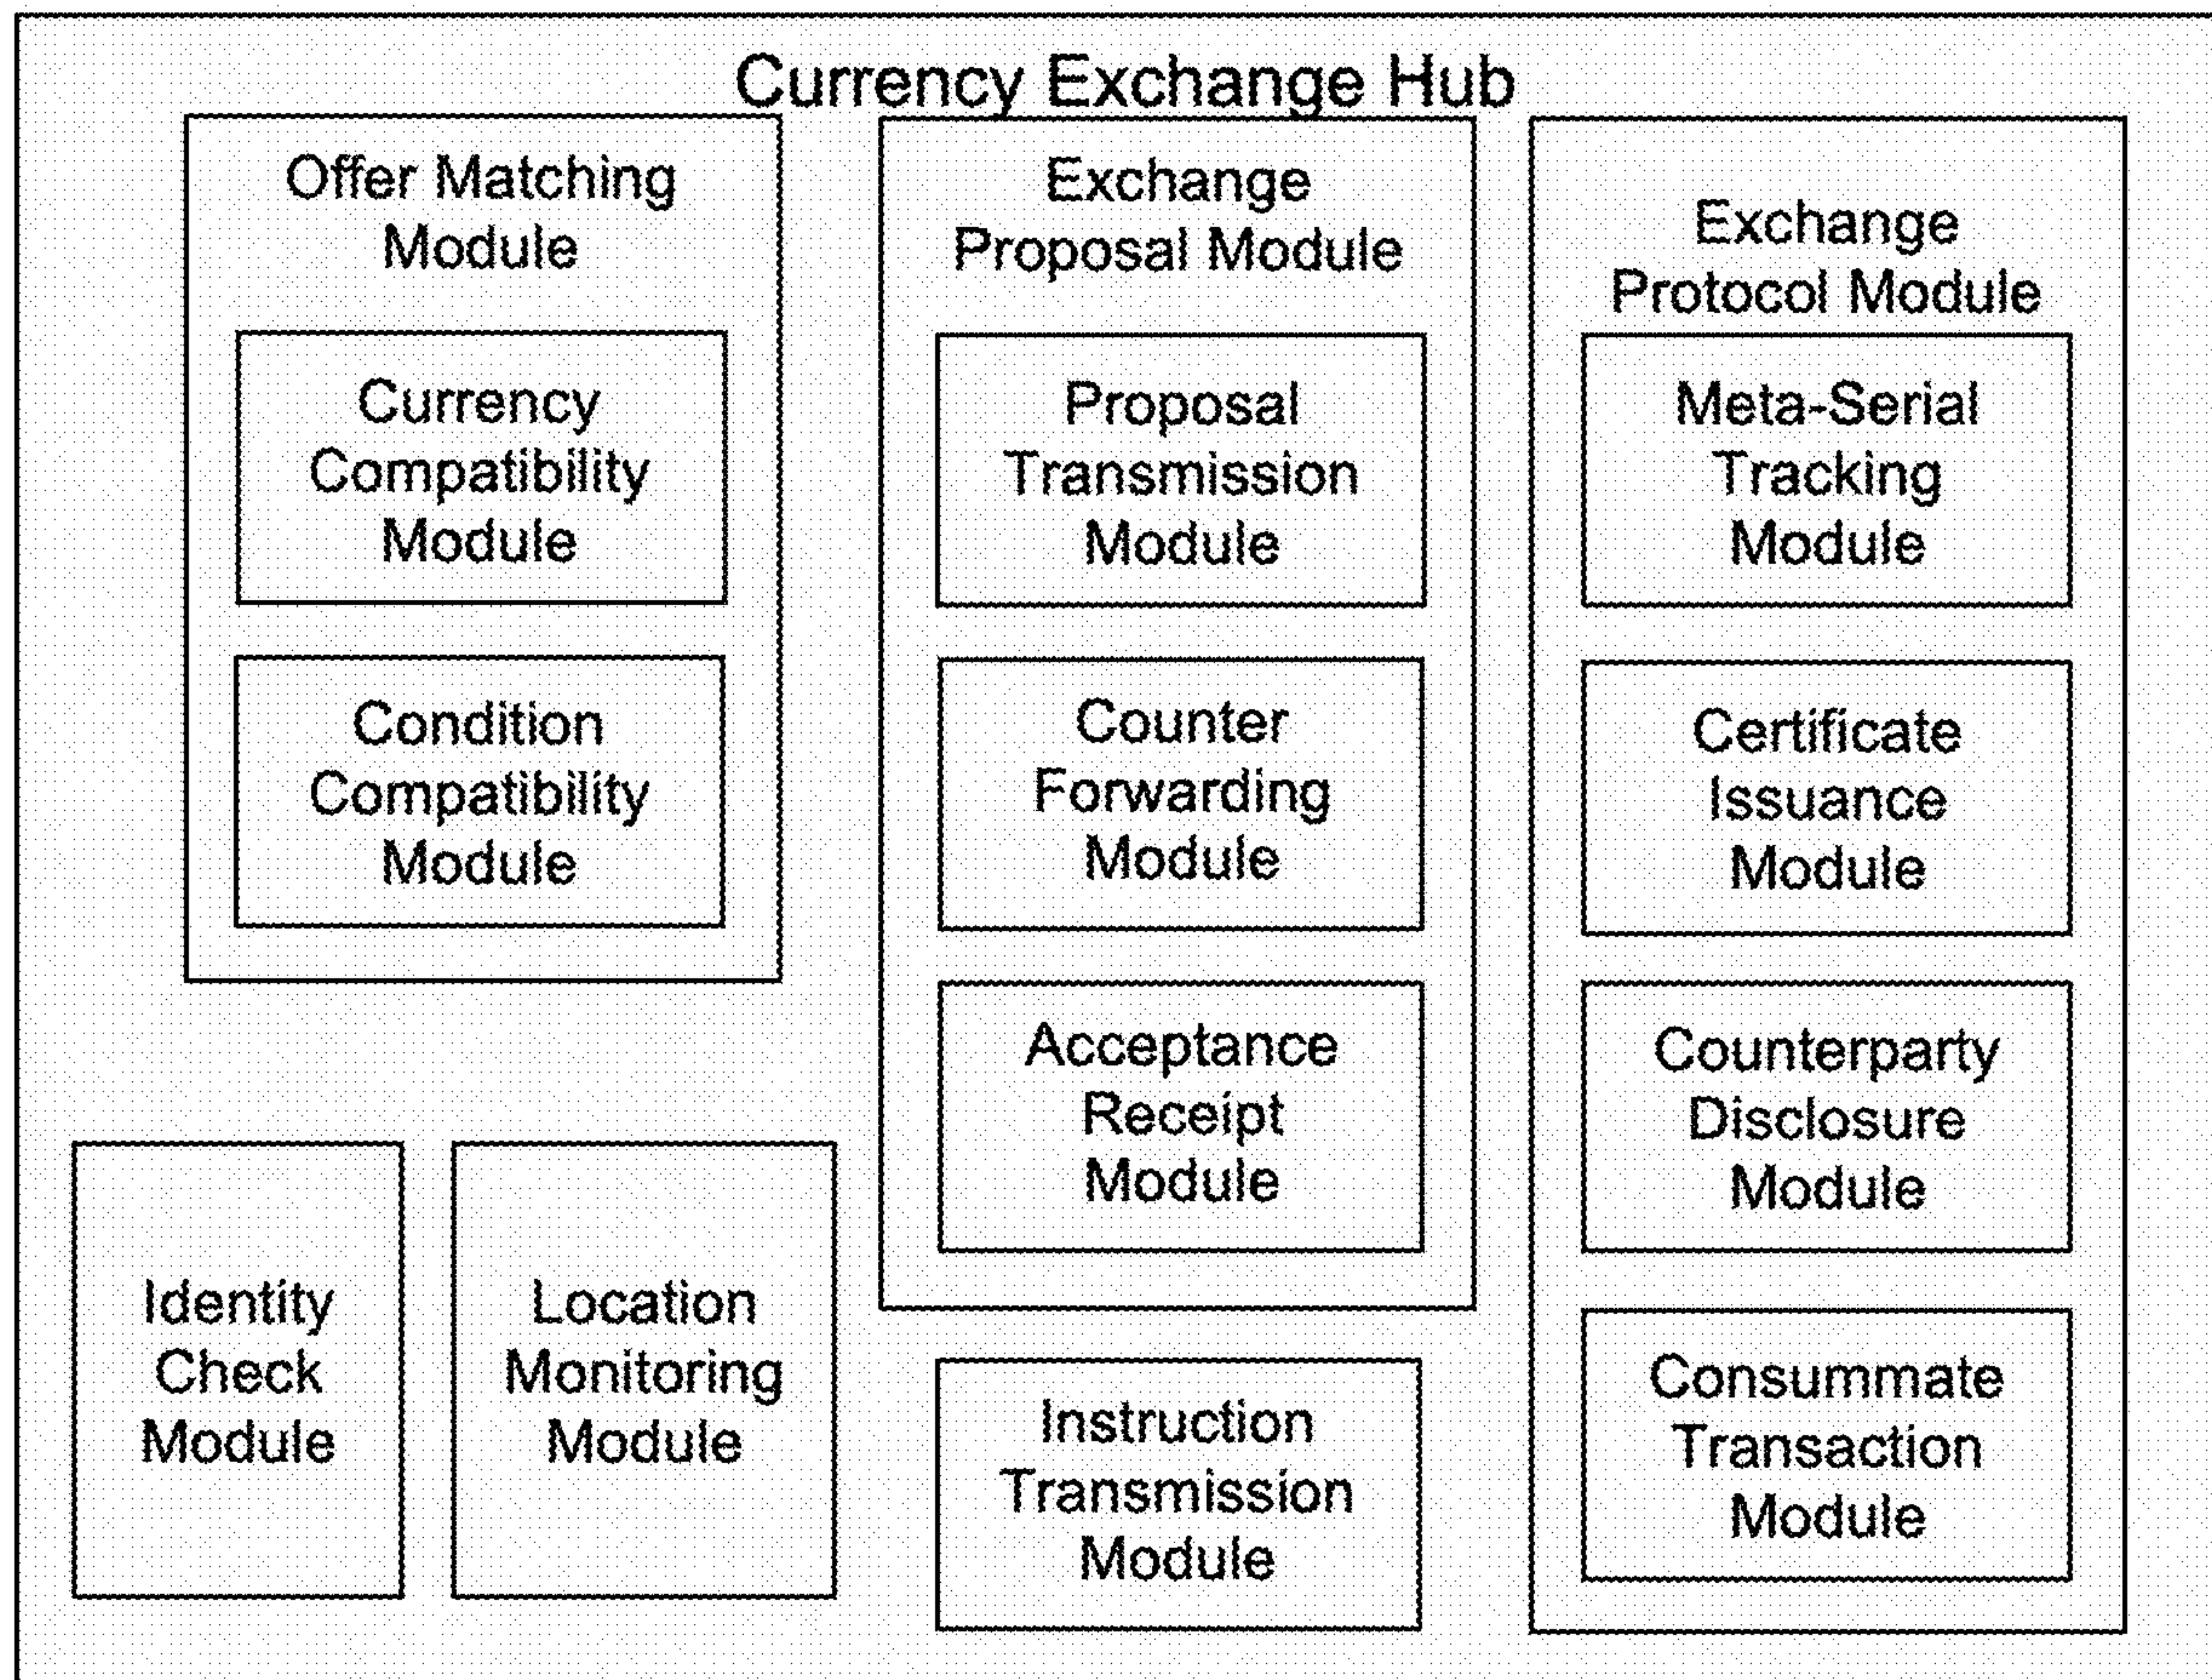 Currency Exchange Hub
Offer Matching
Module
Currency
Compatibility
Module
Condition
Compatibility
Module
Exchange
Proposal Module
Proposal
Transmission
Module
Counter
Forwarding
Module
Acceptance
Receipt
Module
Exchange
Protocol Module
Meta-Serial
Tracking
Module
Certificate
Issuance
Module
Counterparty
Disclosure
Module
Consummate
Transaction
Module
Identity
Check
Module
Location
Monitoring
Module
Instruction
Transmission
Module